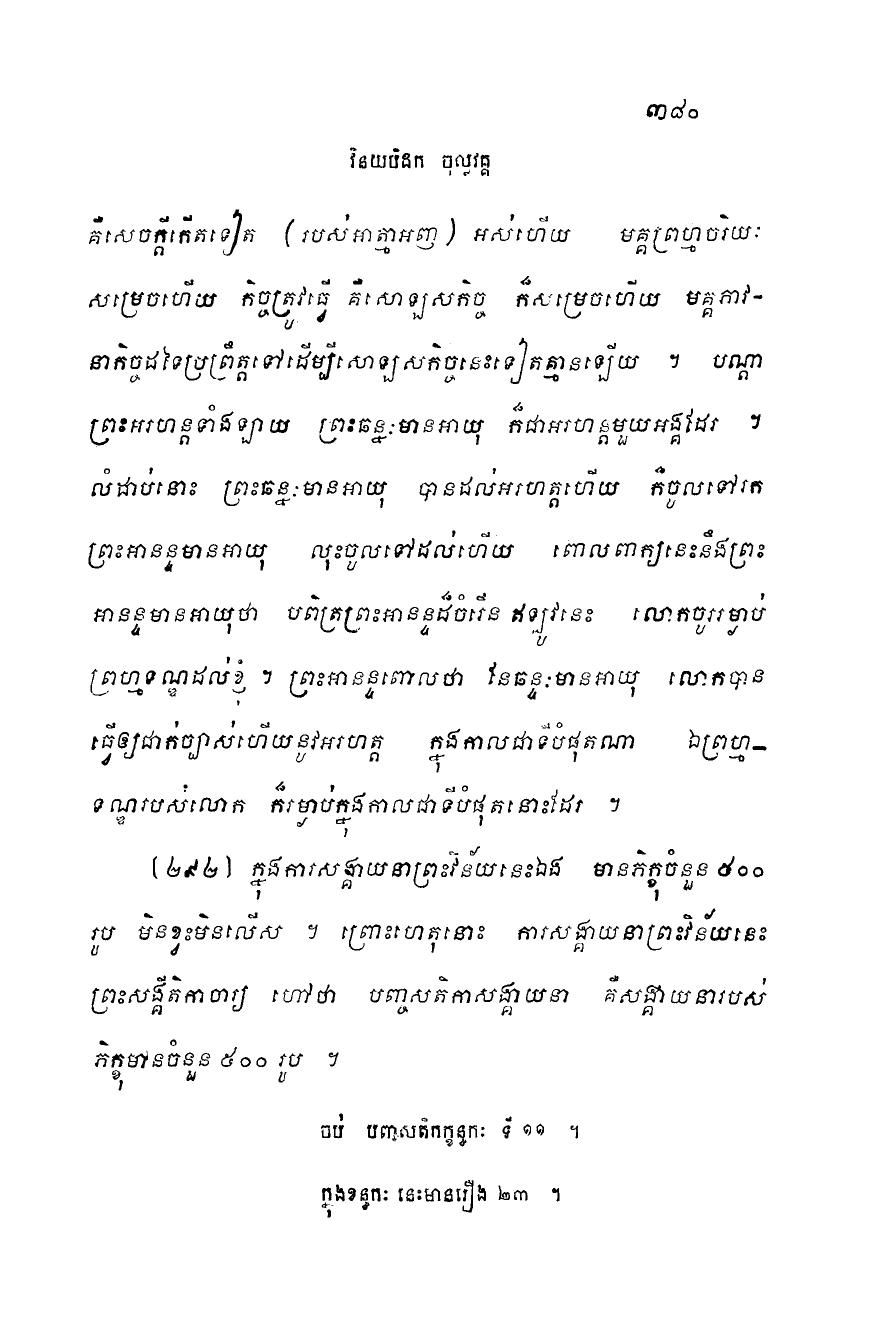 ៣៨០
វិនយបិដក ចុល្លវគ្គ
គឺសេចក្តីកើតទៀត (របស់អាត្មាអញ) អស់ហើយ មគ្គព្រហ្មចរិយៈ
សម្រេចហើយ កិច្ចត្រូវធ្វើ គឺសោឡសកិច្ច ក៏សម្រេចហើយ មគ្គភាវ-
នាកិច្ចដទៃប្រព្រឹត្តទៅដើម្បីសោឡសកិច្ចនេះទៀតគ្មានឡើយ ។ បណ្តា
ព្រះអរហន្តទាំងឡាយ ព្រះឆន្នៈមានអាយុ ក៏ជាអរហន្តមួយអង្គដែរ ។
លំដាប់នោះ ព្រះឆន្នៈមានអាយុ បានដល់អរហត្តហើយ ក៏ចូលទៅរក
ព្រះអានន្ទមានអាយុ លុះចូលទៅដល់ហើយ ពោលពាក្យនេះនឹងព្រះ
អានន្ទមានអាយុថា បពិត្រព្រះអានន្ទដ៏ចំរើន ឥឡូវនេះ លោកចូររម្ងាប់
ព្រហ្មទណ្ឌដល់ខ្ញុំ ។ ព្រះអានន្ទពោលថា នែឆន្នៈមានអាយុ លោកបាន
ធ្វើឲ្យជាក់ច្បាស់ហើយនូវអរហត្ត ក្នុងកាលជាទីបំផុតណា ឯព្រហ្ម-
ទណ្ឌរបស់លោក ក៏រម្ងាប់ក្នុងកាលជាទីបំផុតនោះដែរ ។
(២៩៤) ក្នុងការសង្គាយនាព្រះវិន័យនេះឯង មានភិក្ខុចំនួន ៥០០
រូប មិនខ្វះមិនលើស ។ ព្រោះហេតុនោះ ការសង្គាយនាព្រះវិន័យនេះ
ព្រះសង្គីតិកាចារ្យ ហៅថា បញ្ចសតិកាសង្គាយនា គឺសង្គាយនារបស់
ភិក្ខុមានចំនួន ៥០០ រូប ។
ចប់ បញ្ចសតិកក្ខន្ធកៈ ទី ១១ ។
ក្នុងខន្ធកៈ នេះមានរឿង ២៣ ។